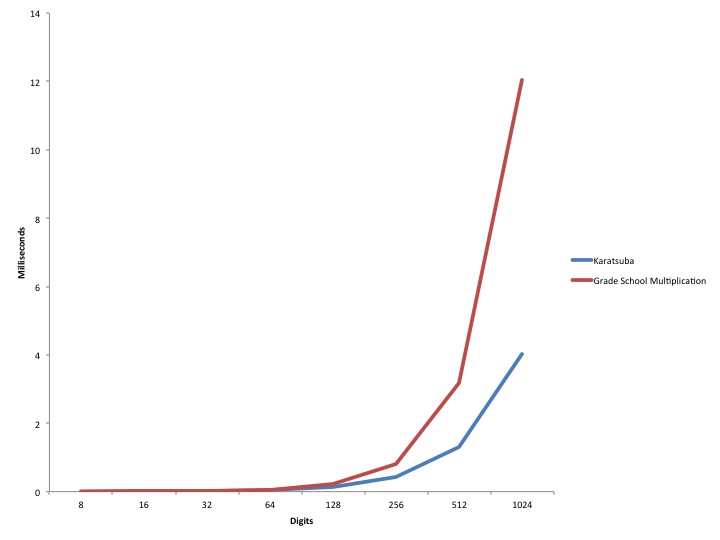 14
12
10
8
6
4
2
0
Milliseconds
8 16 32 64 128 256 512 1024
Digits
Karatsuba
Grade School Multiplication